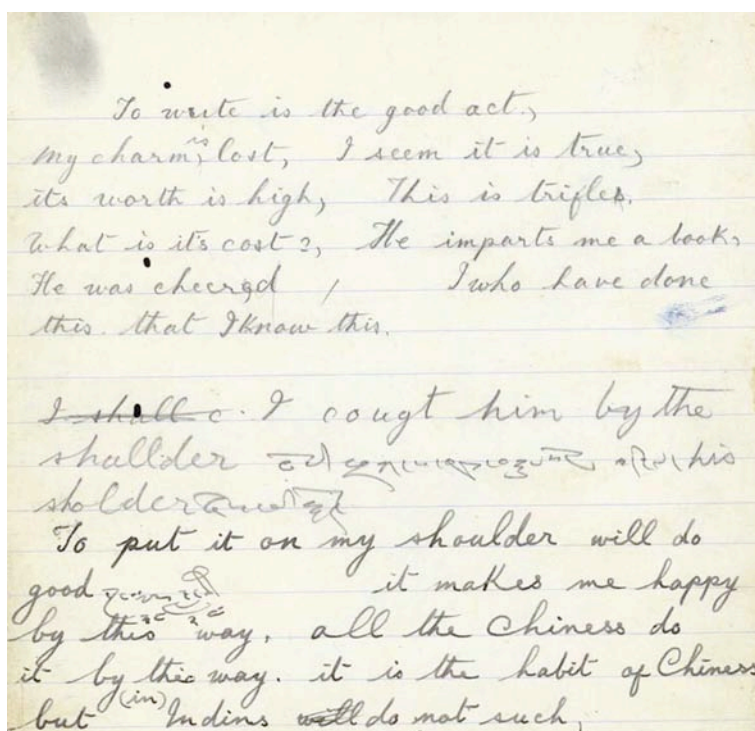 To write is the good act,
My charm, is lost, I seem it is true,
its worth is high, This is trifles.
What is it's cost?, He imparts me a book,
He was cheered , I who have done
this. that I know this.
I shall c. I cougt him by the
shallder his
sholder
To put it on my shoulder will do
good it makes me happy
by this way. all the Chiness do
it by the way. it is the habit of Chiness
but (in) Indins will do not such,